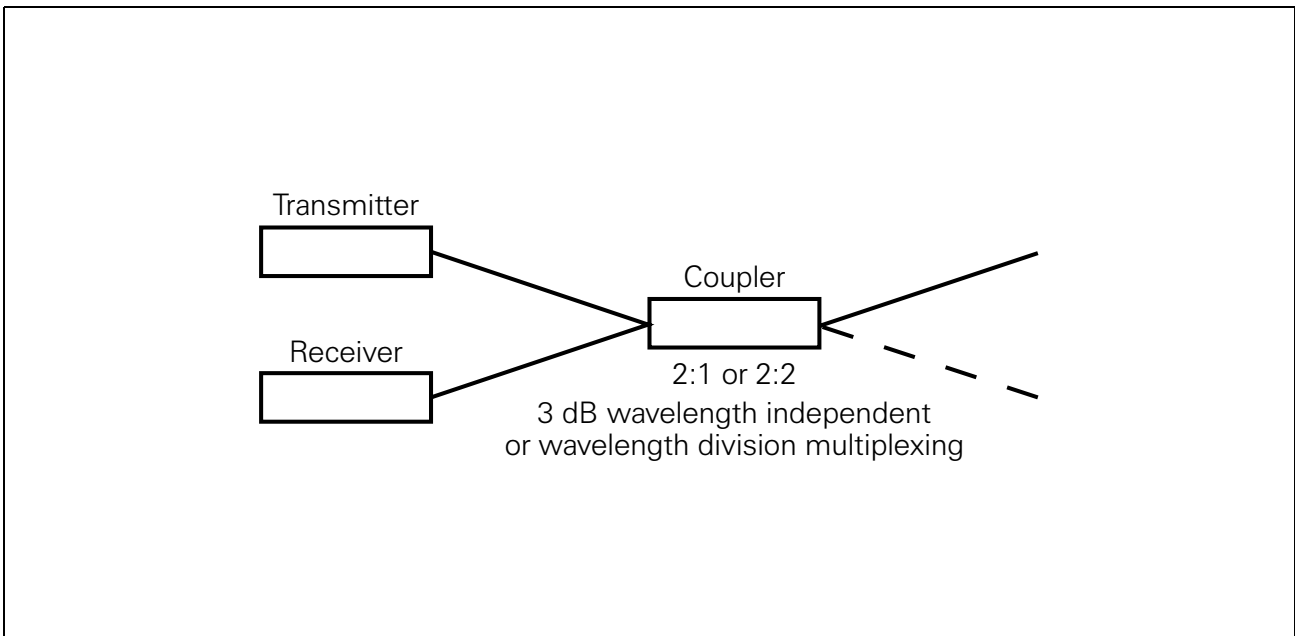 Transmitter
Coupler
Receiver
2:1 or 2:2
3 dB wavelength independent
or wavelength division multiplexing